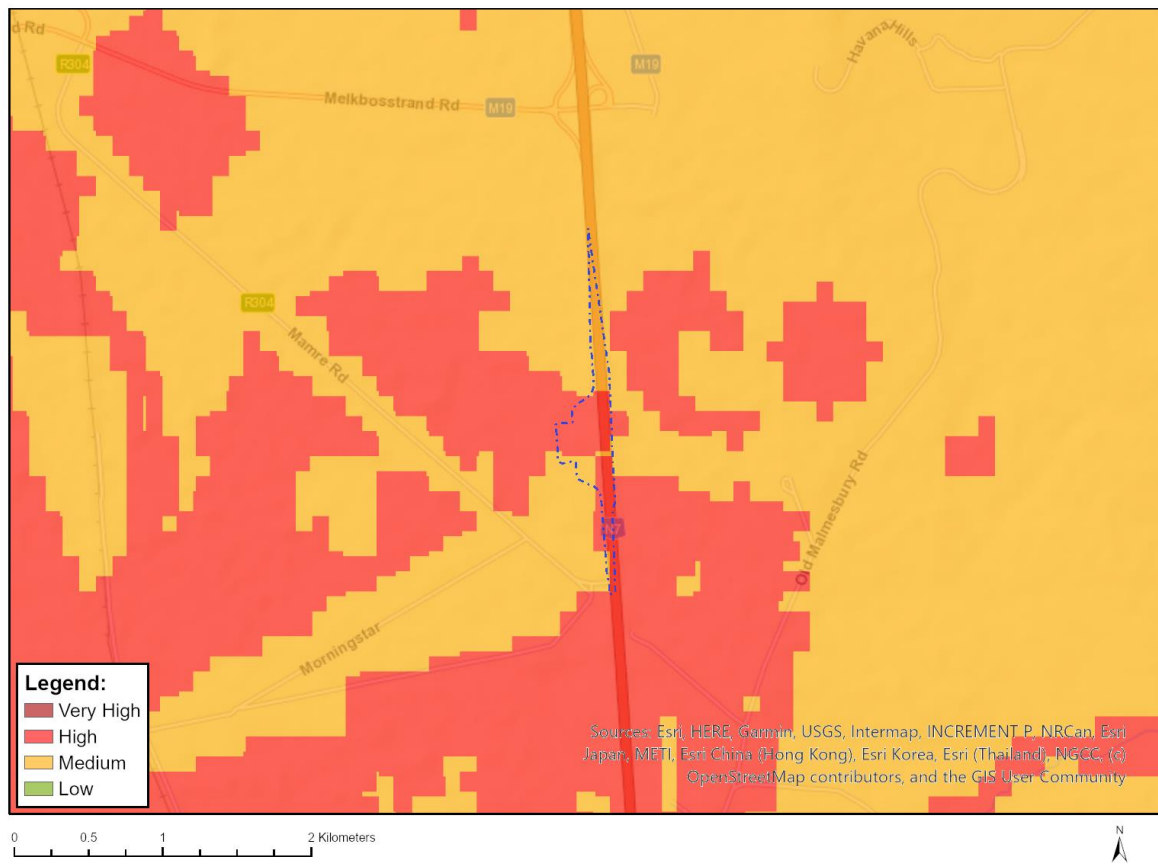 d Rd
R304
M19
Havana Hills
Melkbosstrand Rd
M19
R304
Mamre Rd
N7
Old Malmesbury Rd
Morningstar
Legend:
Very High
High
Medium
Low
Sources: Esri, HERE, Garmin, USGS, Intermap, INCREMENT P, NRCan, Esri
Japan, METI, Esri China (Hong Kong), Esri Korea, Esri (Thailand), NGCC, (c)
OpenStreetMap contributors, and the GIS User Community
0 0.5 1 2 Kilometers
N